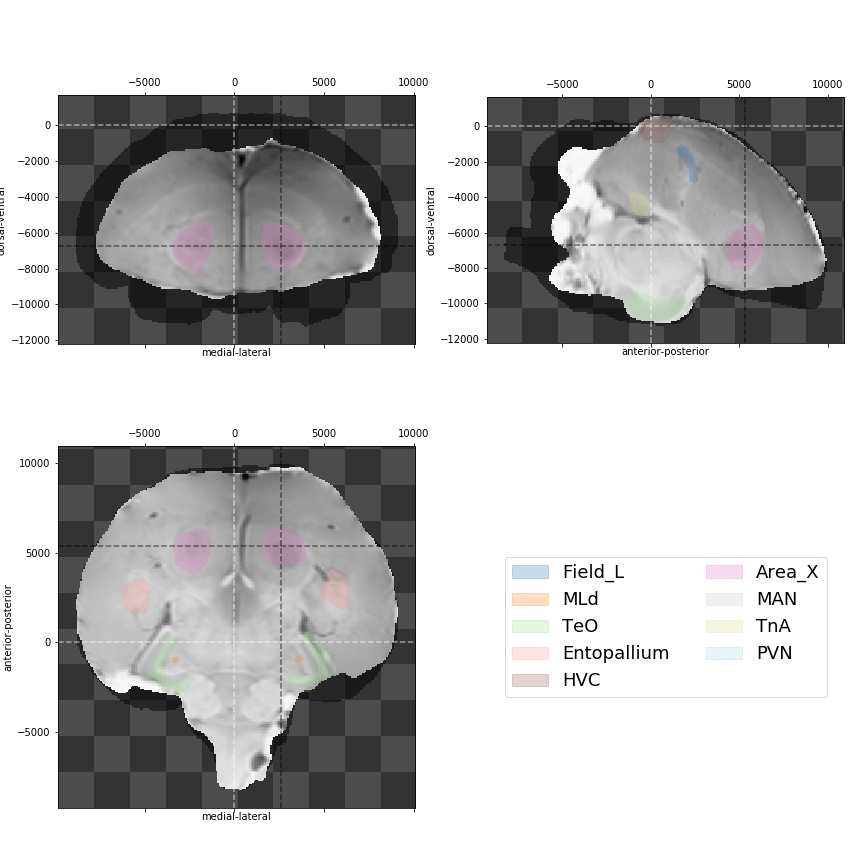 −5000 0 5000 10000
0
−2000
−4000
−6000
−8000
−10000
−12000
dorsal-ventral
medial-lateral
−5000 0 5000 10000
0
−2000
−4000
−6000
−8000
−10000
−12000
dorsal-ventral
anterior-posterior
−5000 0 5000 10000
10000
5000
0
−5000
anterior-posterior
medial-lateral
Field_L
MLd
TeO
Entopallium
HVC
Area_X
MAN
TnA
PVN